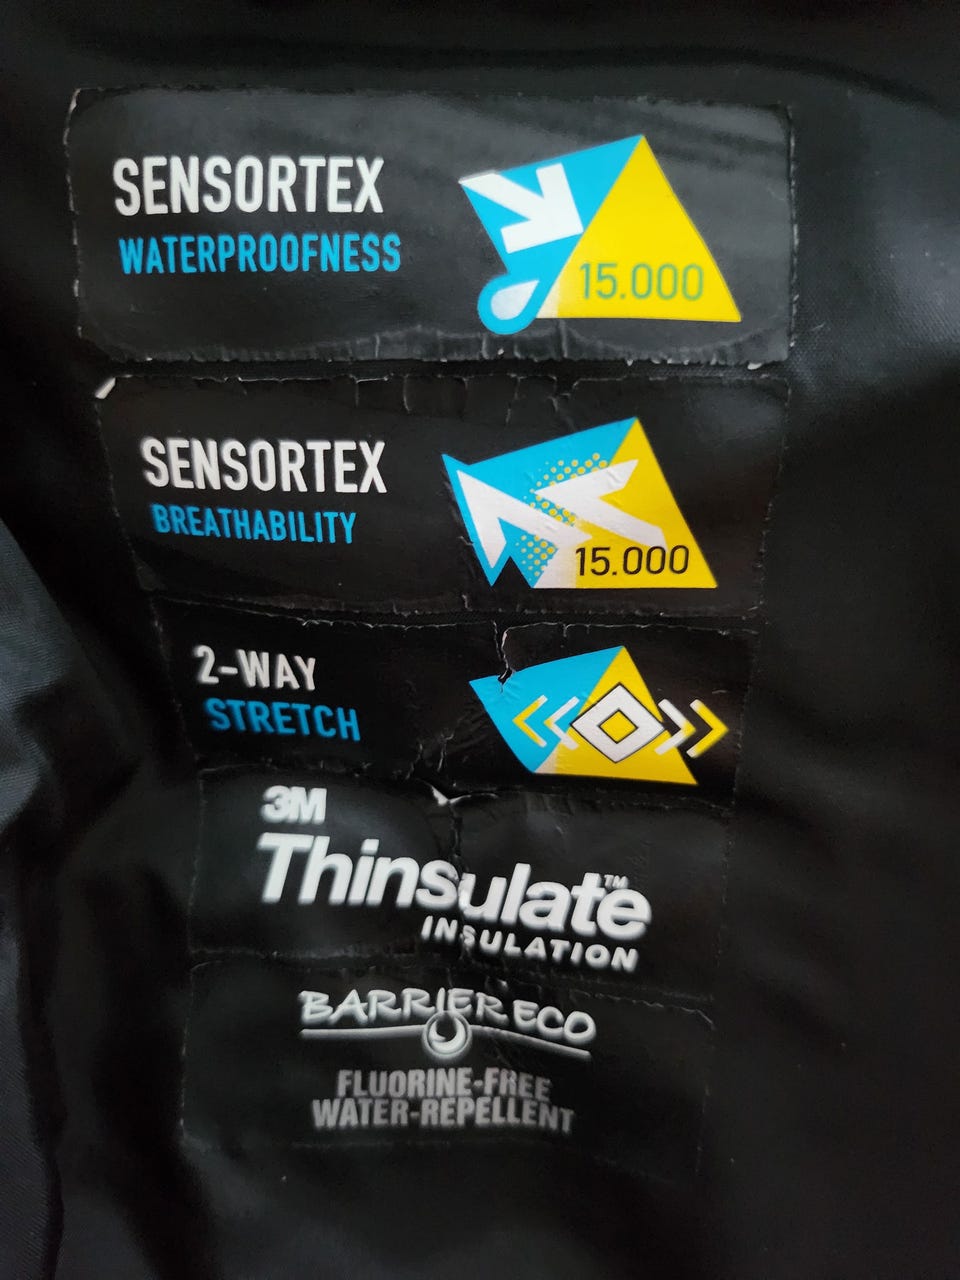 SENSORTEX
WATERPROOFNESS
15.000
SENSORTEX
BREATHABILITY
15.000
2-WAY
STRETCH
3M
Thinsulate™
INSULATION
BARRIER ECO
FLUORINE-FREE
WATER-REPELLENT